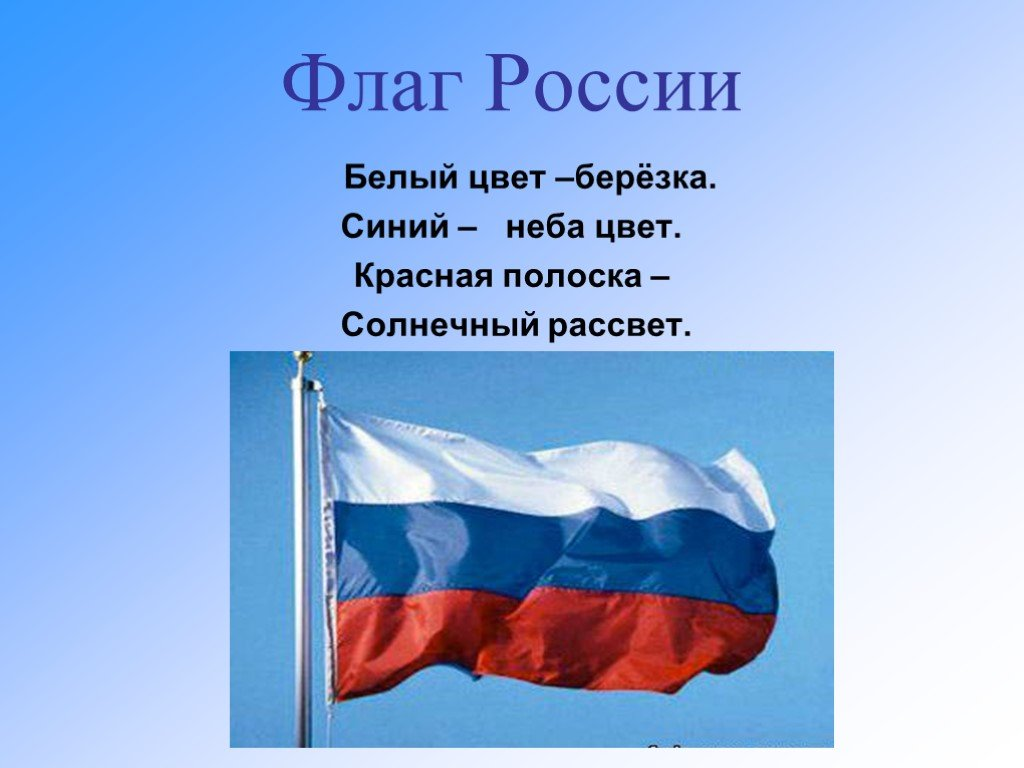 Флаг России
Белый цвет –берёзка.
Синий – неба цвет.
Красная полоска –
Солнечный рассвет.